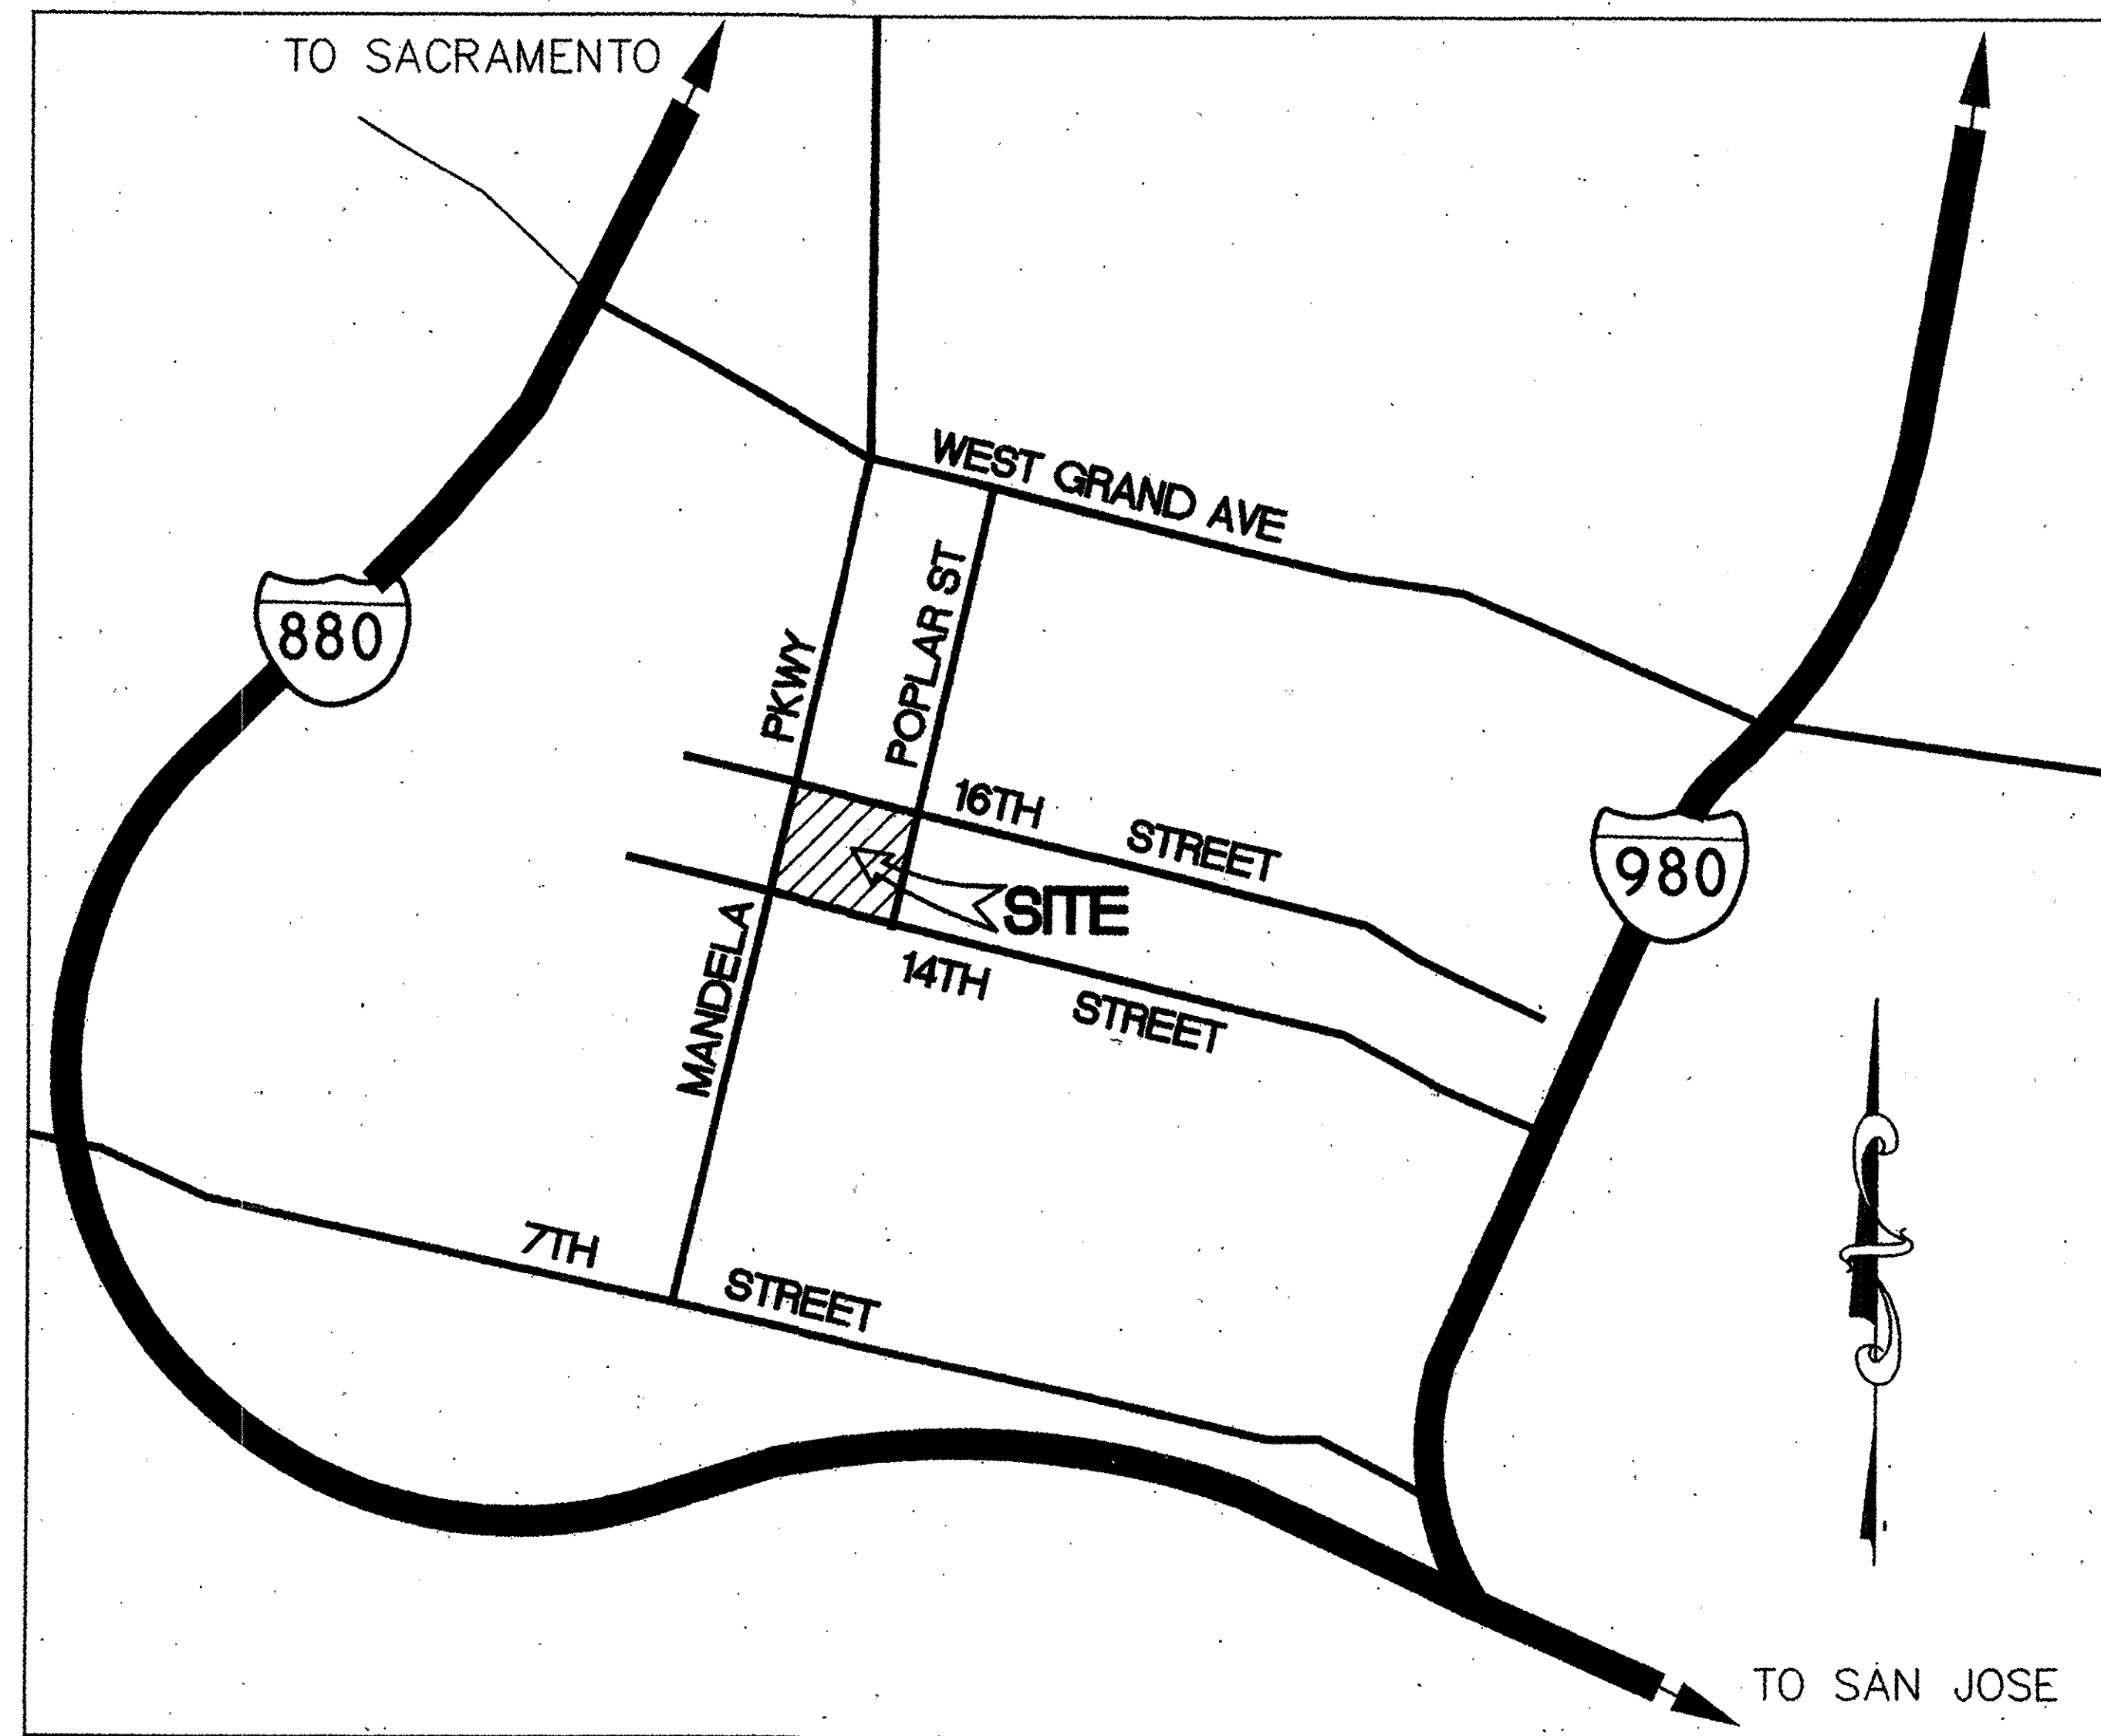 TO SACRAMENTO
WEST GRAND AVE
880
POPLAR ST
PKWY
16TH STREET
980
SITE
MANDELA
14TH STREET
7TH STREET
TO SAN JOSE